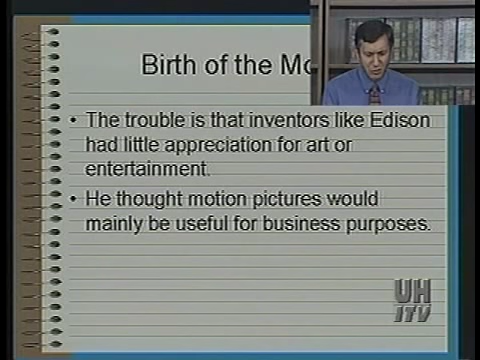 Birth of the Mo
• The trouble is that inventors like Edison
had little appreciation for art or
entertainment.
• He thought motion pictures would
mainly be useful for business purposes.
UH
ITV